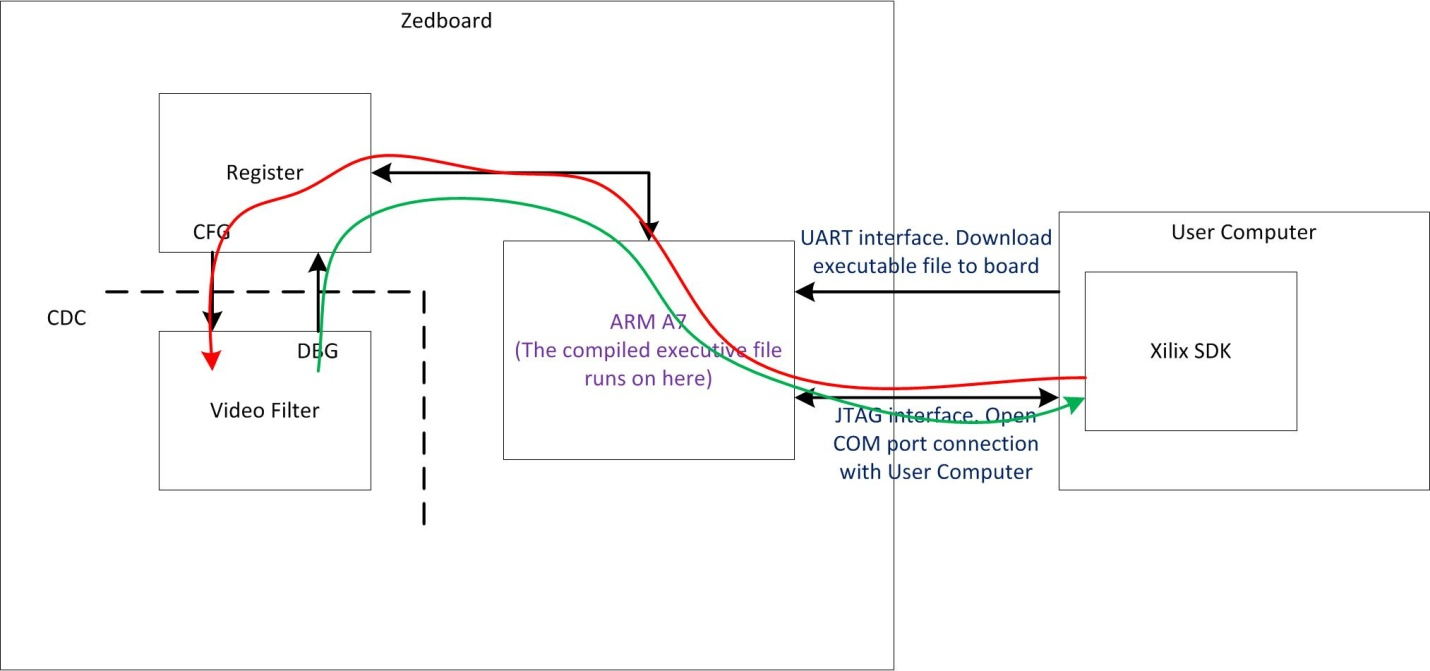 Zedboard
Register
CFG
CDC
DBG
Video Filter
ARM A7
(The compiled executive file
runs on here)
UART interface. Download
executable file to board
JTAG interface. Open
COM port connection
with User Computer
User Computer
Xilix SDK